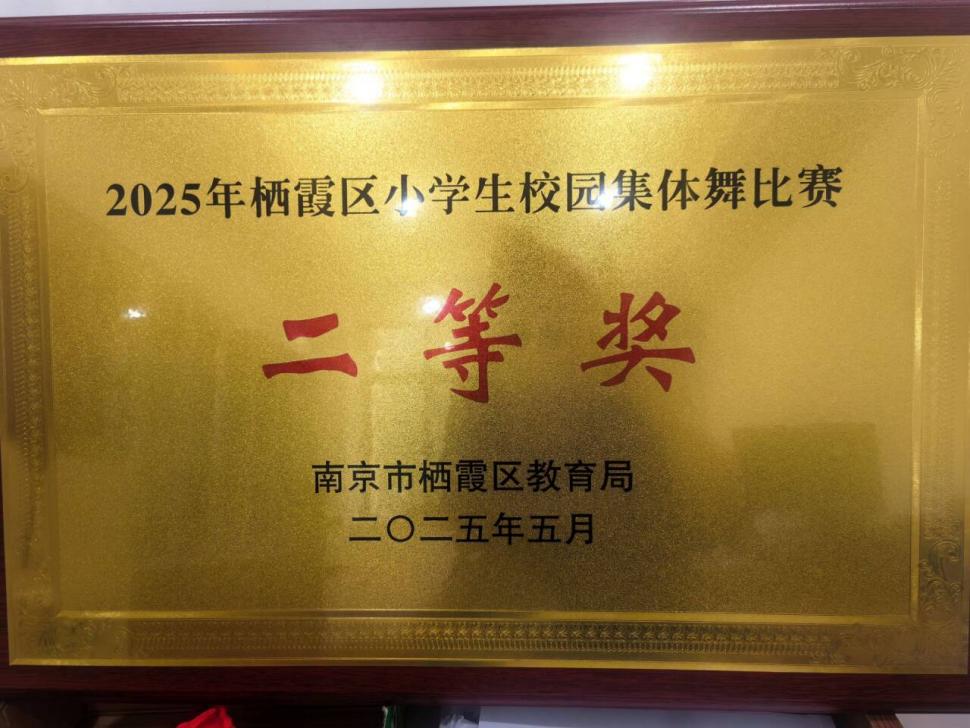 2025年栖霞区小学生校园集体舞比赛
二等奖
南京市栖霞区教育局
二〇二五年五月